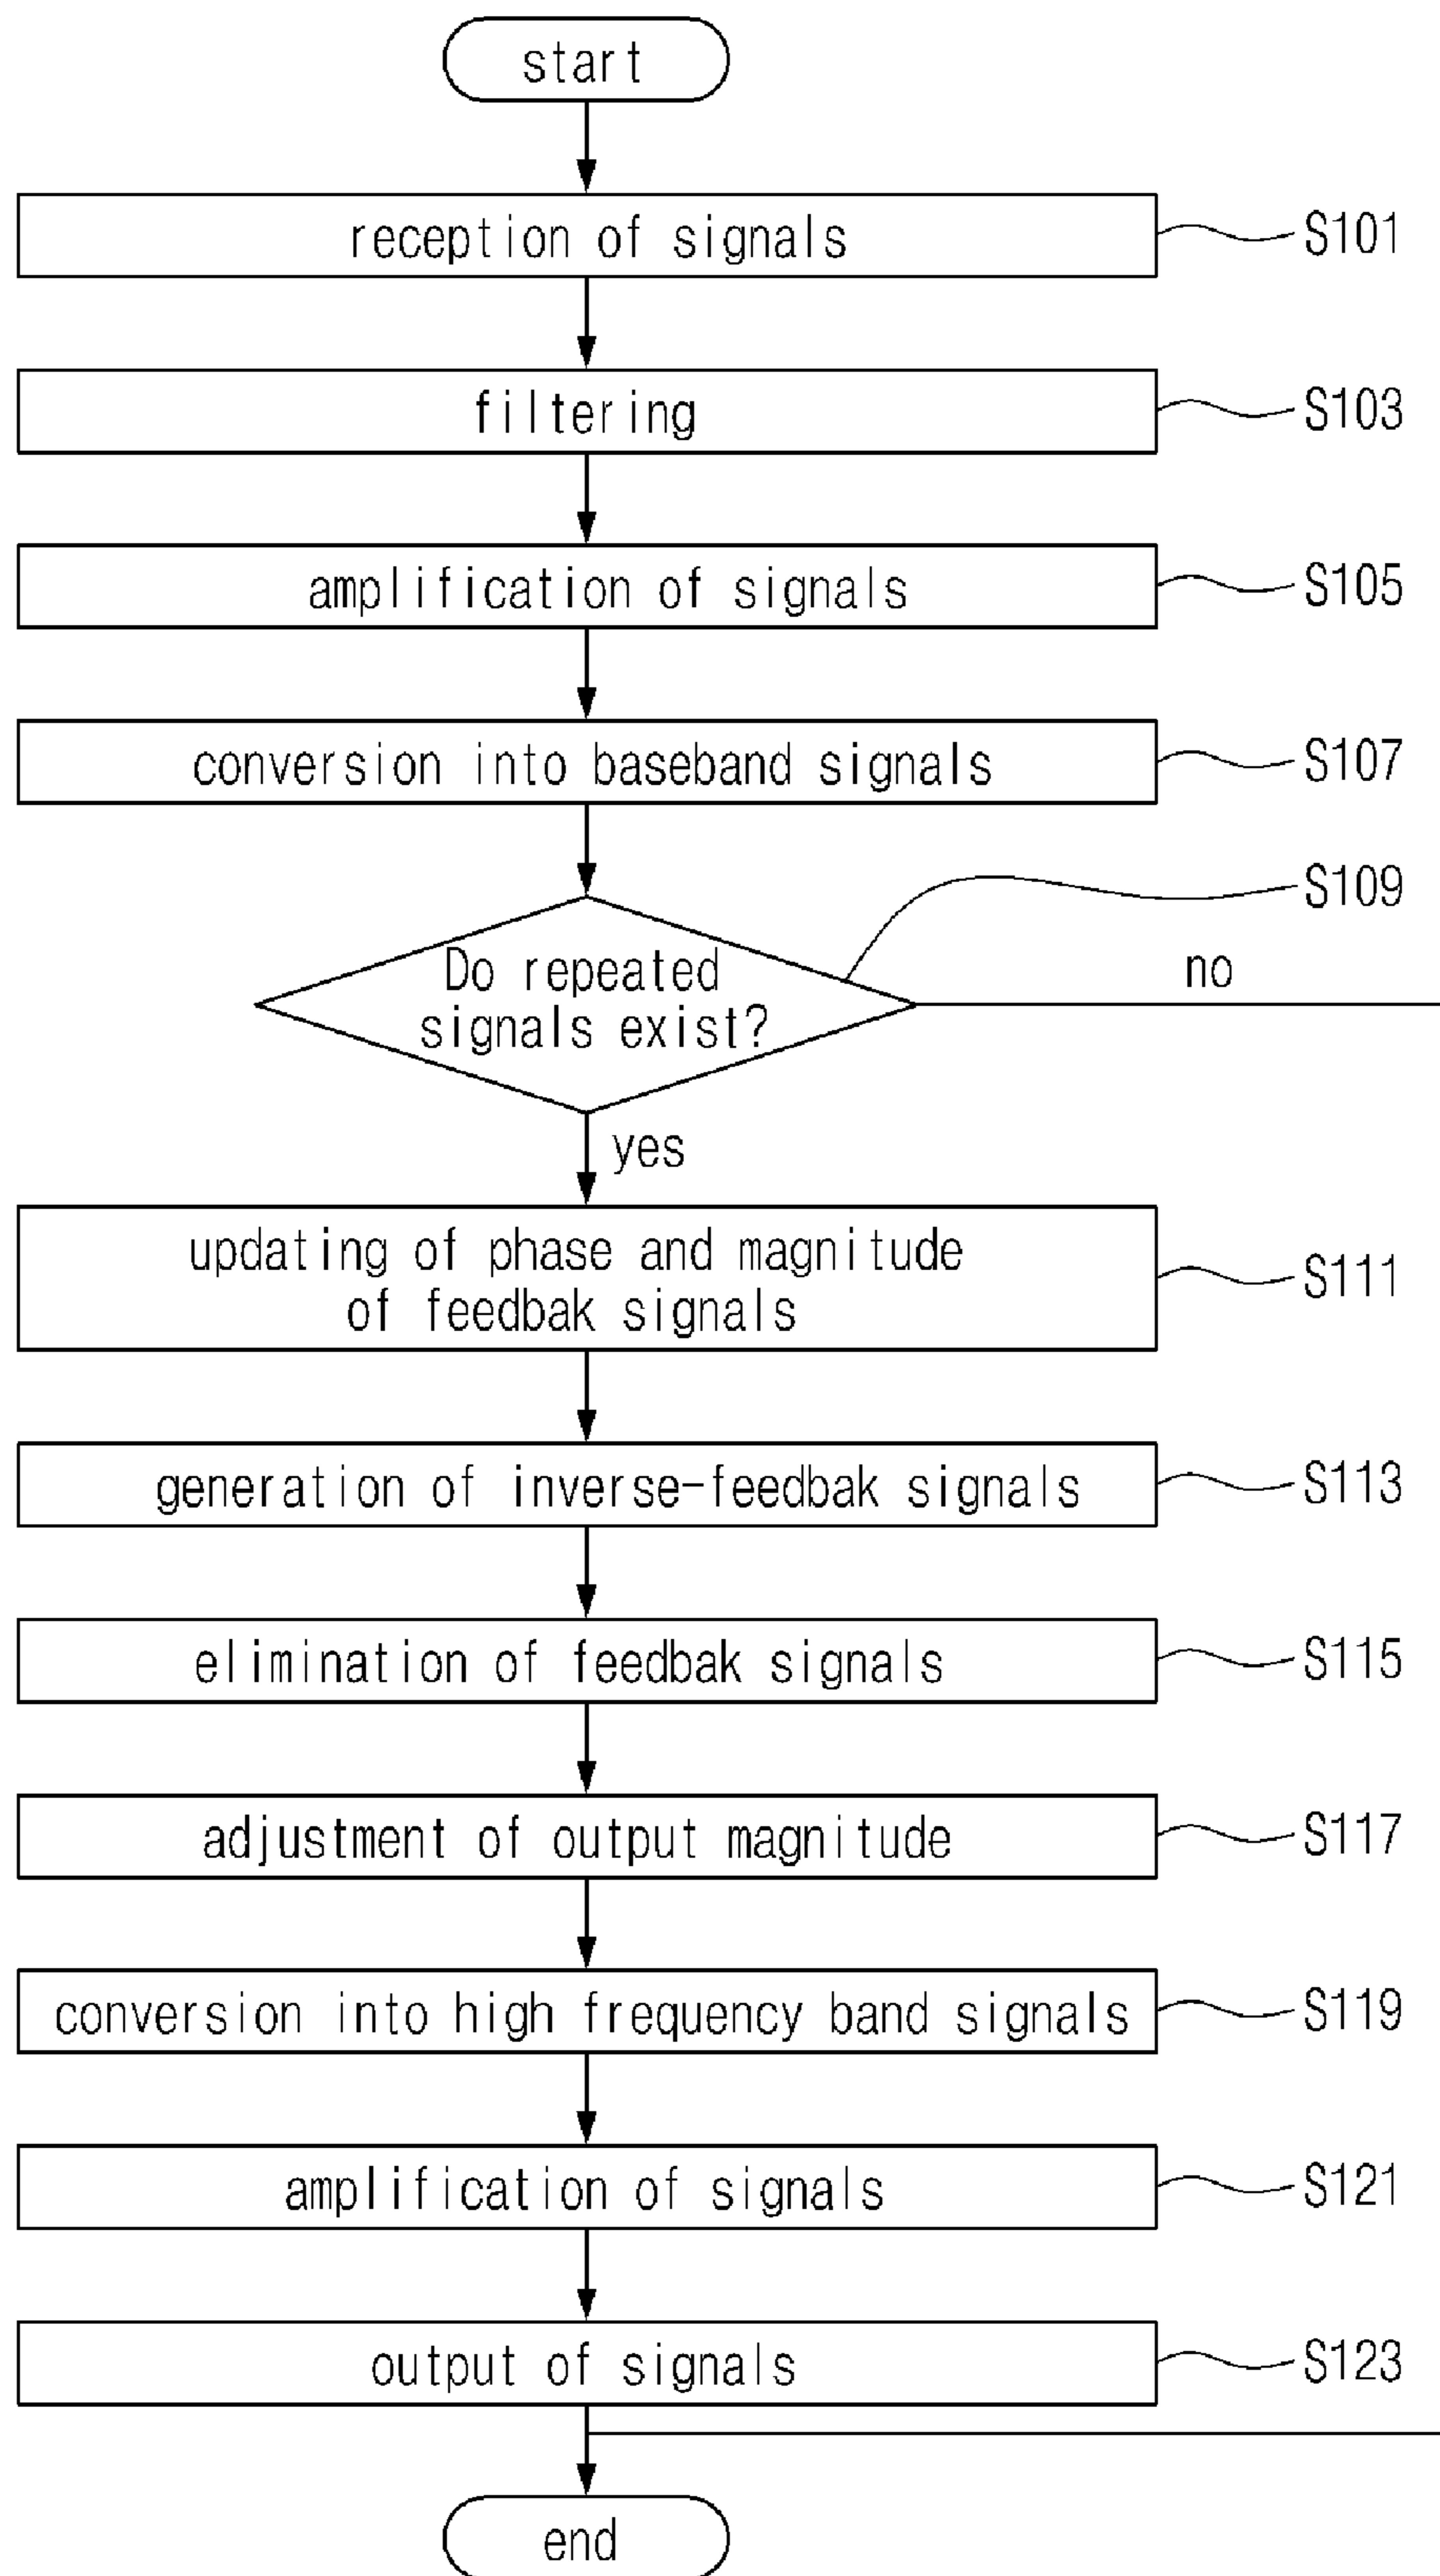 start
reception of signals
S101
filtering
S103
amplification of signals
S105
conversion into baseband signals
S107
S109
Do repeated
signals exist?
no
yes
updating of phase and magnitude
of feedbak signals
S111
generation of inverse-feedbak signals
S113
elimination of feedbak signals
S115
adjustment of output magnitude
S117
conversion into high frequency band signals
S119
amplification of signals
S121
output of signals
S123
end